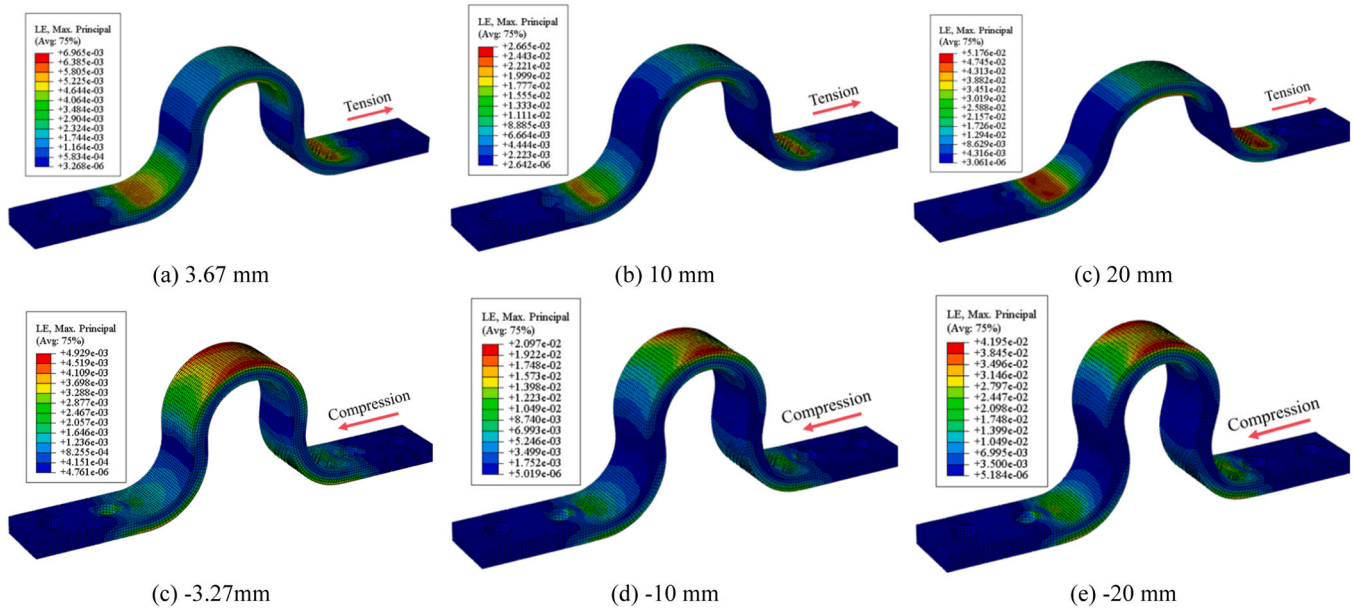 LE, Max. Principal
(Avg: 75%)
+6.965e-03
+6.385e-03
+5.805e-03
+5.225e-03
+4.644e-03
+4.064e-03
+3.484e-03
+2.904e-03
+2.324e-03
+1.744e-03
+1.164e-03
+5.834e-04
+3.268e-06
Tension
(a) 3.67 mm
LE, Max. Principal
(Avg: 75%)
+2.665e-02
+2.443e-02
+2.221e-02
+1.999e-02
+1.777e-02
+1.555e-02
+1.333e-02
+1.111e-02
+8.885e-03
+6.664e-03
+4.443e-03
+2.223e-03
+2.642e-06
Tension
(b) 10 mm
LE, Max. Principal
(Avg: 75%)
+5.176e-02
+4.745e-02
+4.313e-02
+3.882e-02
+3.451e-02
+3.019e-02
+2.588e-02
+2.157e-02
+1.726e-02
+1.294e-02
+8.629e-03
+4.316e-03
+3.061e-06
Tension
(c) 20 mm
LE, Max. Principal
(Avg: 75%)
+4.929e-03
+4.519e-03
+4.109e-03
+3.698e-03
+3.288e-03
+2.877e-03
+2.467e-03
+2.057e-03
+1.646e-03
+1.236e-03
+8.255e-04
+4.151e-04
+4.761e-06
Compression
(c) -3.27mm
LE, Max. Principal
(Avg: 75%)
+2.097e-02
+1.922e-02
+1.748e-02
+1.573e-02
+1.398e-02
+1.223e-02
+1.049e-02
+8.740e-03
+6.993e-03
+5.246e-03
+3.499e-03
+1.752e-03
+5.019e-06
Compression
(d) -10 mm
LE, Max. Principal
(Avg: 75%)
+4.195e-02
+3.845e-02
+3.496e-02
+3.146e-02
+2.797e-02
+2.447e-02
+2.098e-02
+1.748e-02
+1.399e-02
+1.049e-02
+6.995e-03
+3.500e-03
+5.184e-06
Compression
(e) -20 mm